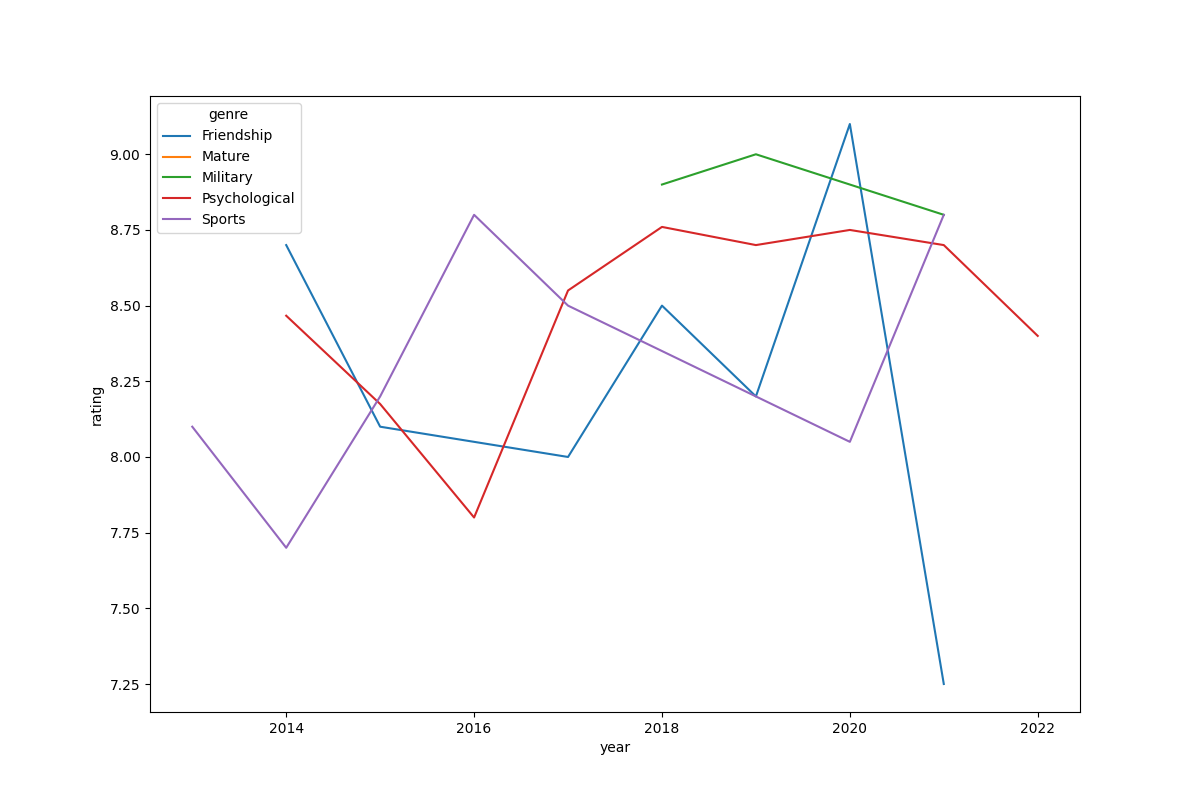 genre
Friendship
Mature
Military
Psychological
Sports
9.00
8.75
8.50
8.25
8.00
7.75
7.50
7.25
rating
2014 2016 2018 2020 2022
year